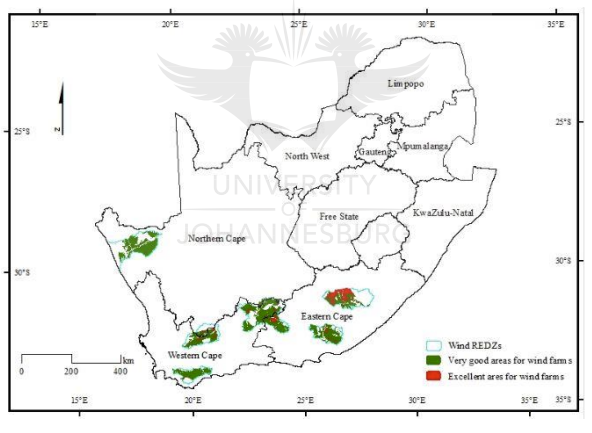 15°E 20°E 25°E 30°E 35°E
Limpopo
25°S 25°S
N
North West Gauteng Mpumalanga
UNIVERSITY
OF
JOHANNESBURG
Free State KwaZulu-Natal
Northern Cape
30°S 30°S
Eastern Cape
Western Cape
km
0 200 400
Wind REDZs
Very good areas for wind farms
Excellent ares for wind farms
35°S
15°E 20°E 25°E 30°E 35°E